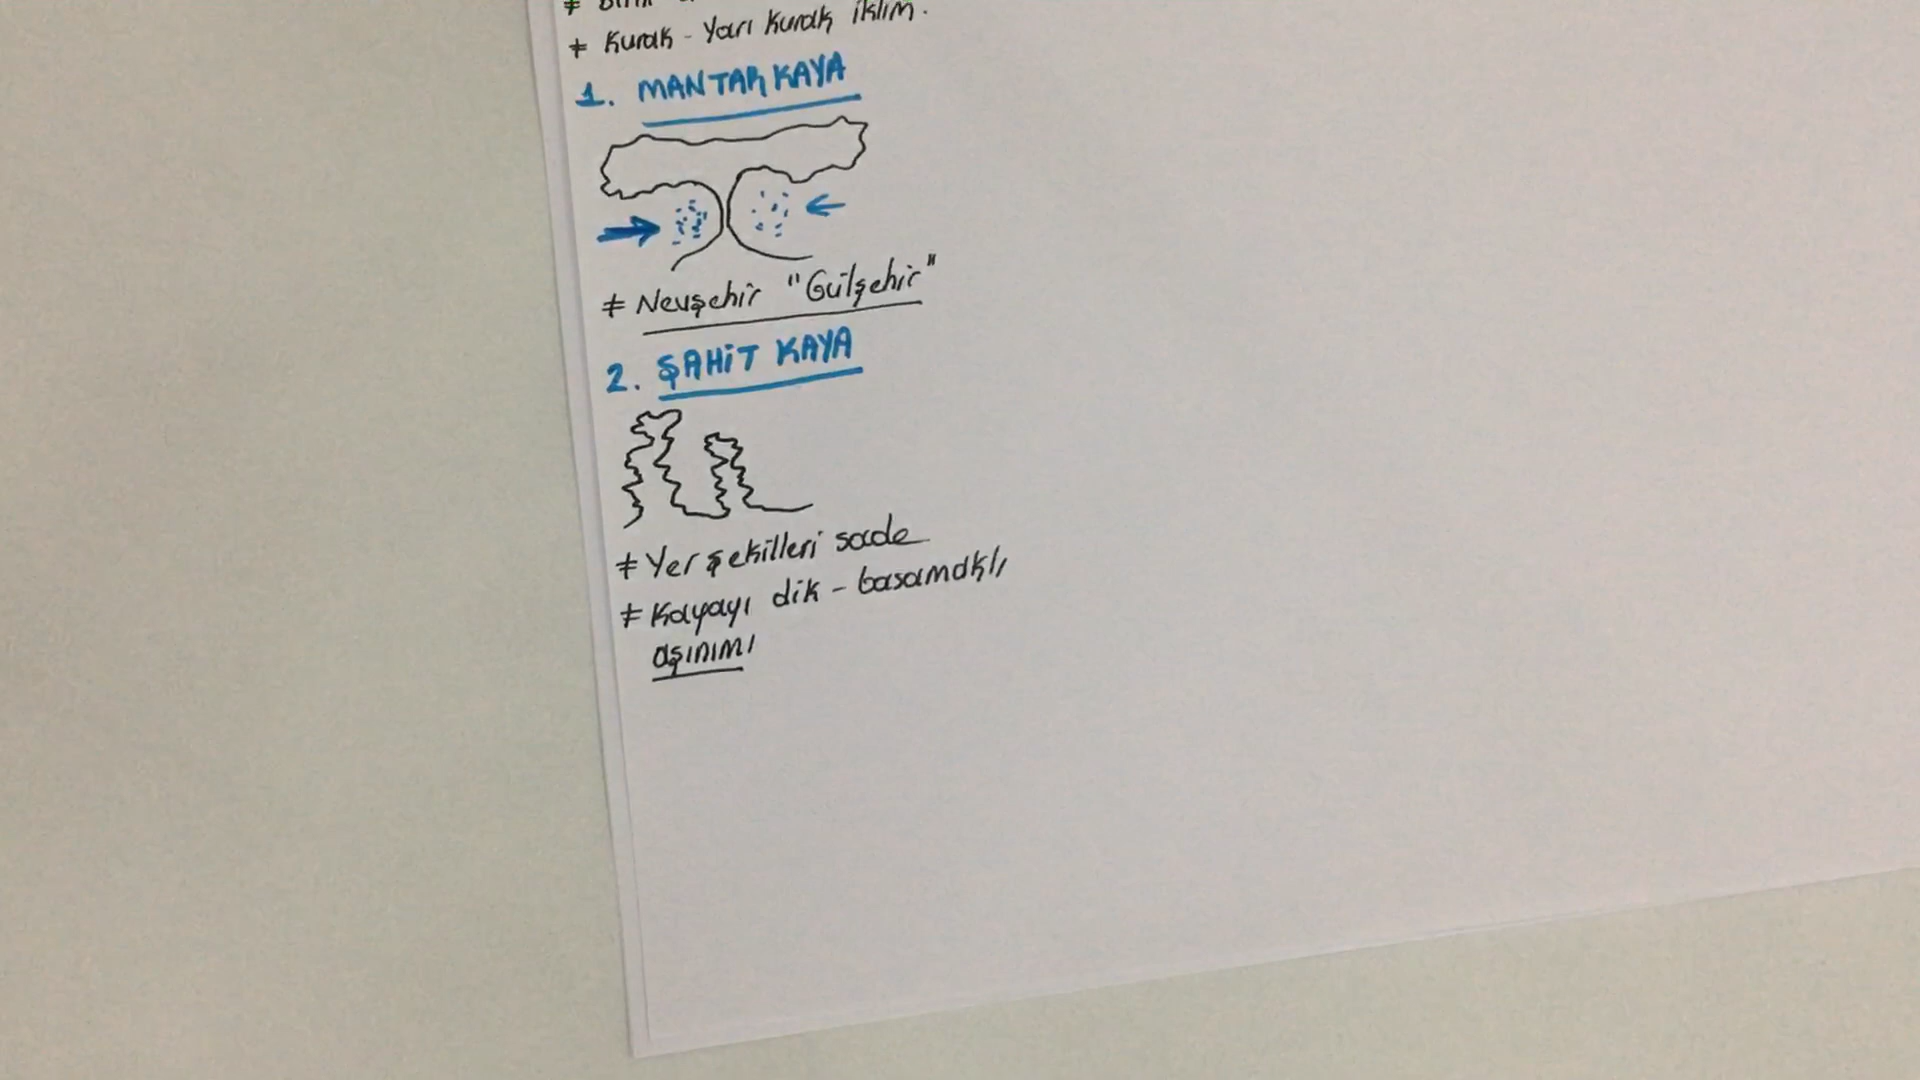 ≠ Kurak - Yarı kurak iklim.
1. MANTAR KAYA
≠ Nevşehir "Gülşehir"
2. ŞAHİT KAYA
≠ Yer şekilleri sade
≠ Kayayı dik - basamaklı
aşınımı